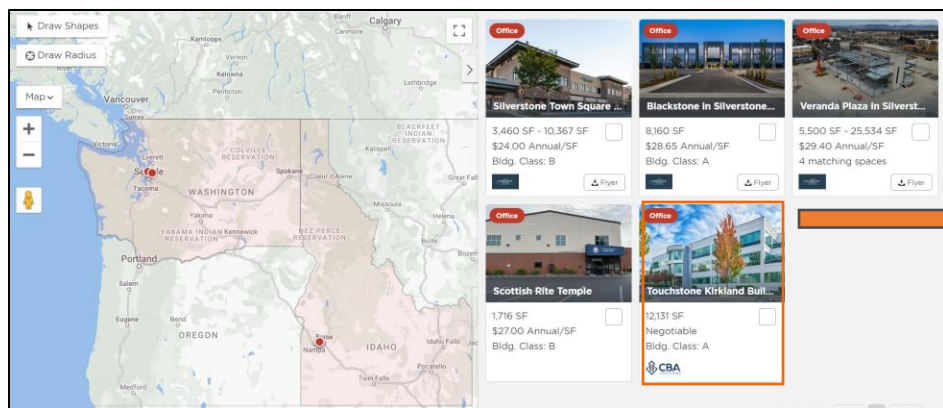 Draw Shapes
Draw Radius
Map
+
−
Banff
Calgary
Canmore
Kamloops
Vernon
Kelowna
Penticton
Lethbridge
Vancouver
Surrey
Victoria
BLACKFEET
INDIAN
RESERVATION
COLVILLE
RESERVATION
Kalispell
Everett
Spokane
Coeur d'Alene
Great Fall
Tacoma
WASHINGTON
Missoula
Helena
Yakima
YAKAMA INDIAN
RESERVATION
Kennewick
NEZ PERCE
RESERVATION
Butte
Portland
Bozem
Salem
Eugene
Bend
OREGON
Boise
Nampa
IDAHO
Idaho Falls
Jac
Pocatello
Twin Falls
Medford
Office
Silverstone Town Square ...
3,460 SF - 10,367 SF
$24.00 Annual/SF
Bldg. Class: B
Flyer
Office
Blackstone in Silverstone...
8,160 SF
$28.65 Annual/SF
Bldg. Class: A
Flyer
Office
Veranda Plaza in Silverst...
5,500 SF - 25,534 SF
$29.40 Annual/SF
4 matching spaces
Flyer
Office
Scottish Rite Temple
1,716 SF
$27.00 Annual/SF
Bldg. Class: B
Office
Touchstone Kirkland Buil...
12,131 SF
Negotiable
Bldg. Class: A
CBA